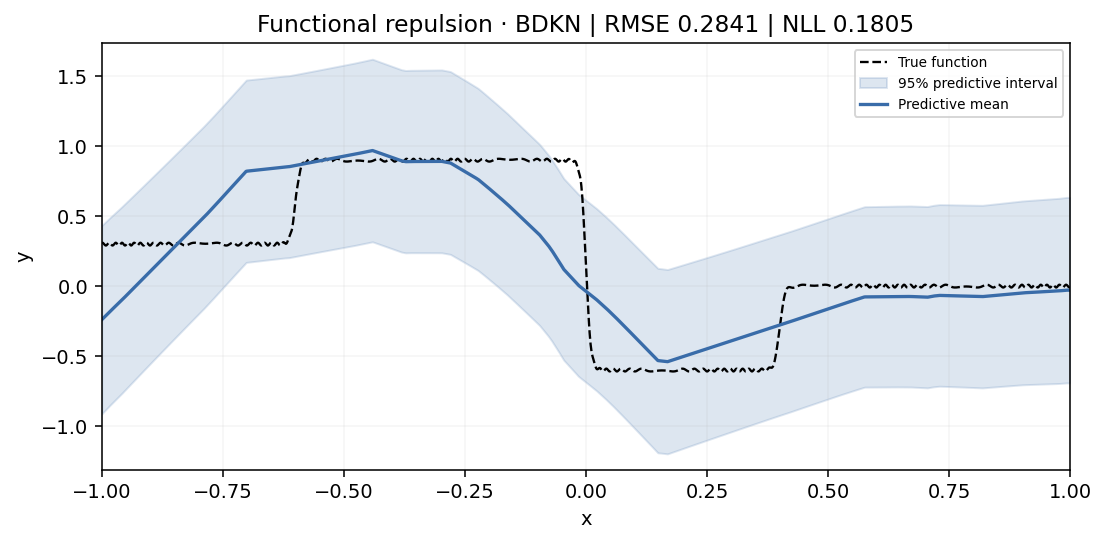 Functional repulsion · BDKN | RMSE 0.2841 | NLL 0.1805
True function
95% predictive interval
Predictive mean
y
1.5
1.0
0.5
0.0
−0.5
−1.0
−1.00 −0.75 −0.50 −0.25 0.00 0.25 0.50 0.75 1.00
x